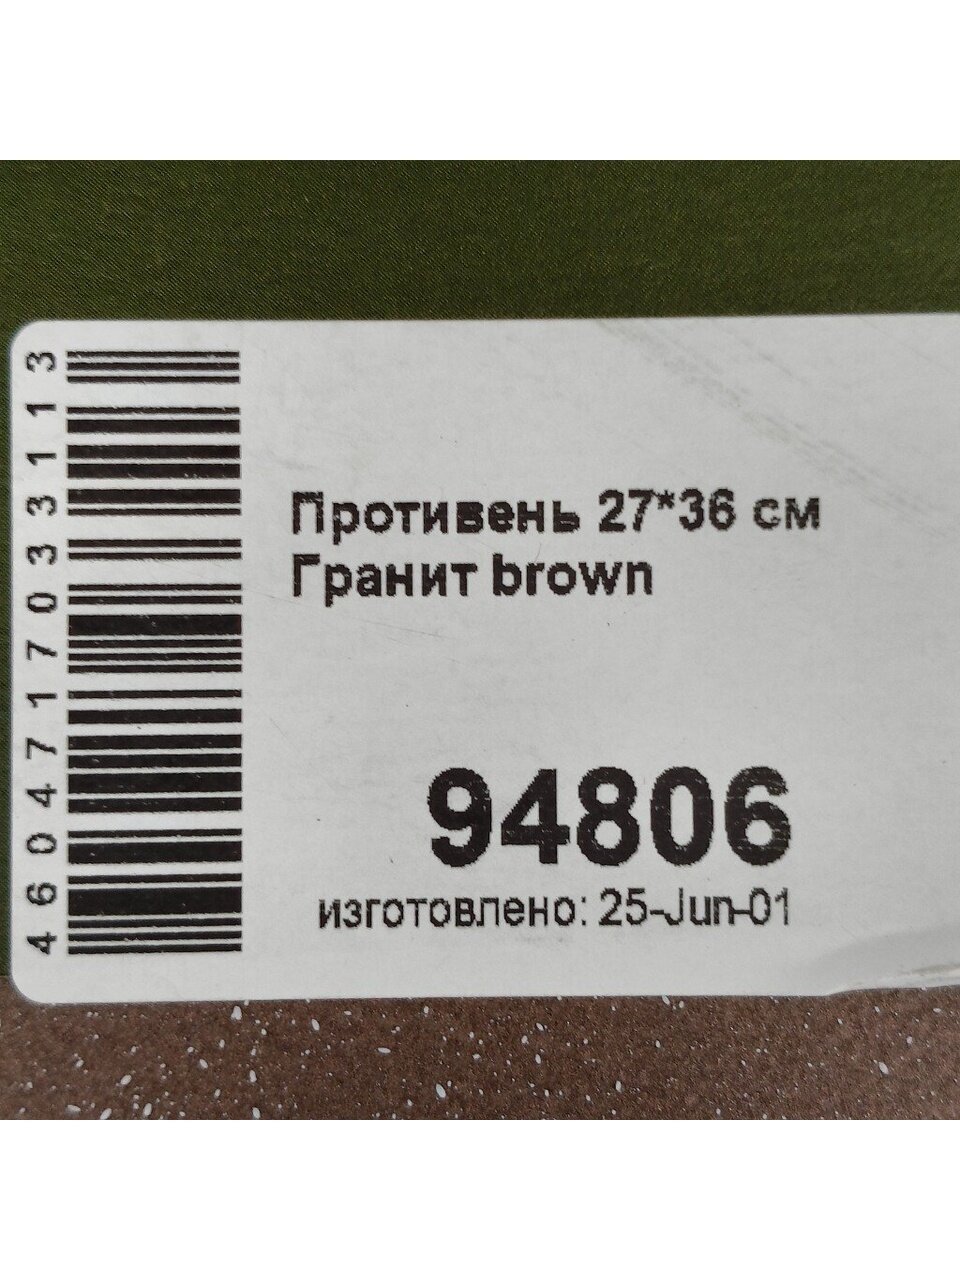 4604717033113
Противень 27*36 см
Гранит brown
94806
изготовлено: 25-Jun-01